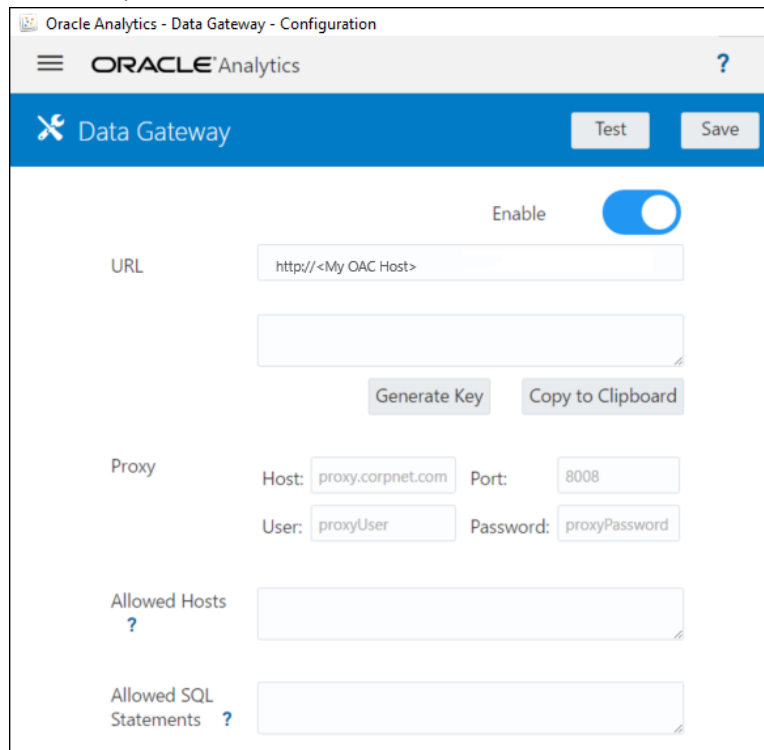 Oracle Analytics - Data Gateway - Configuration
ORACLE Analytics ?
Data Gateway Test Save
Enable
URL http://<My OAC Host>
Generate Key Copy to Clipboard
Proxy Host: proxy.corpnet.com Port: 8008
User: proxyUser Password: proxyPassword
Allowed Hosts
?
Allowed SQL
Statements ?